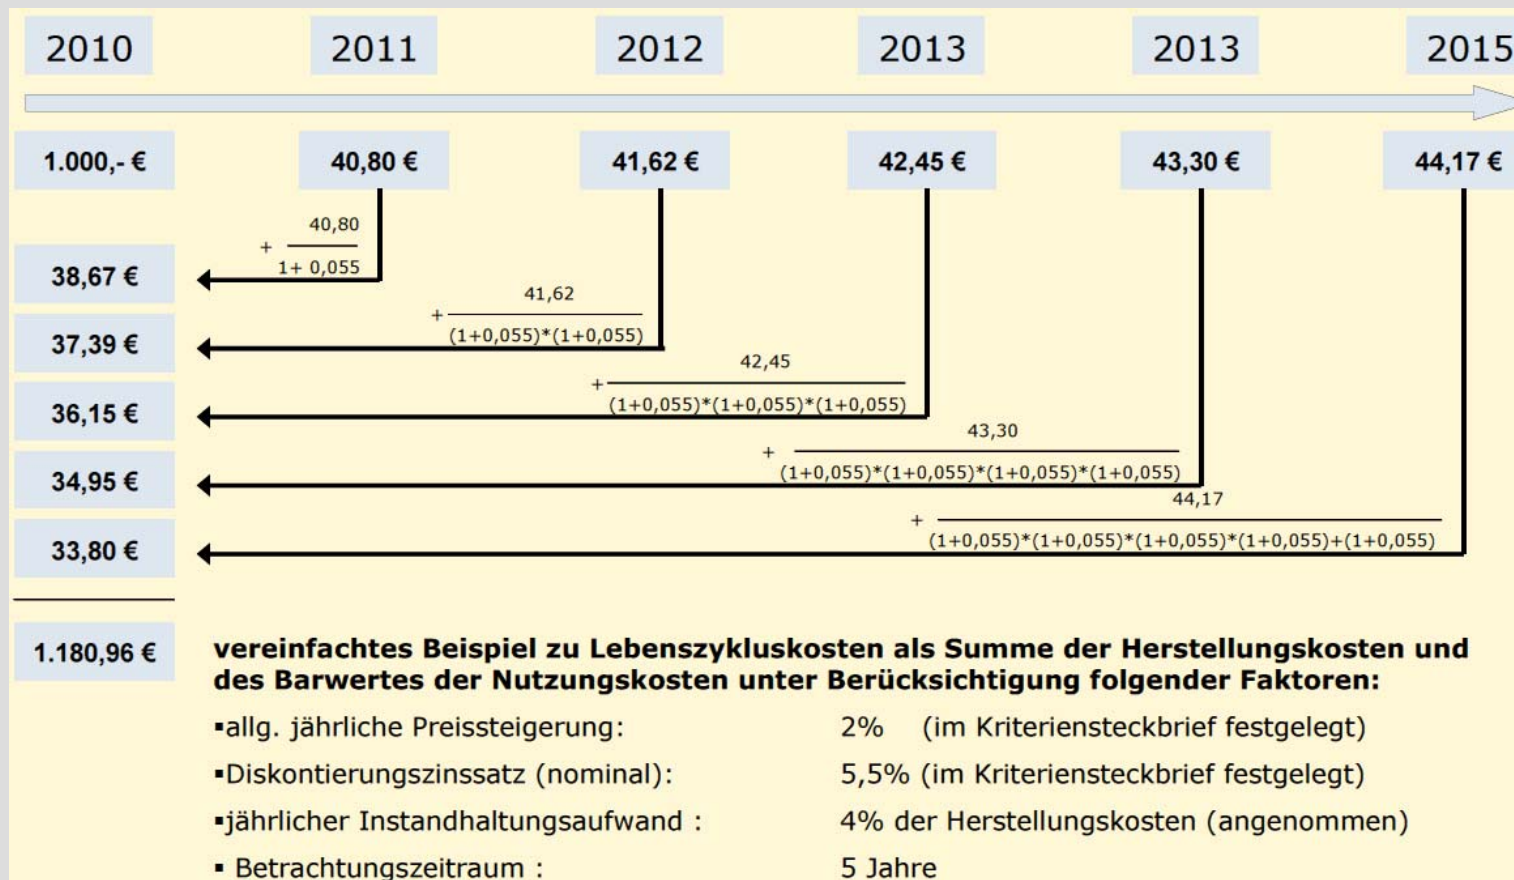 2010 2011 2012 2013 2013 2015
1.000,- € 40,80 € 41,62 € 42,45 € 43,30 € 44,17 €
40,80
+
1+ 0,055
38,67 €
41,62
+
(1+0,055)*(1+0,055)
37,39 €
42,45
+
(1+0,055)*(1+0,055)*(1+0,055)
36,15 €
43,30
+
(1+0,055)*(1+0,055)*(1+0,055)*(1+0,055)
34,95 €
44,17
+
(1+0,055)*(1+0,055)*(1+0,055)*(1+0,055)+(1+0,055)
33,80 €
1.180,96 €
vereinfachtes Beispiel zu Lebenszykluskosten als Summe der Herstellungskosten und
des Barwertes der Nutzungskosten unter Berücksichtigung folgender Faktoren:
▪allg. jährliche Preissteigerung: 2% (im Kriteriensteckbrief festgelegt)
▪Diskontierungszinssatz (nominal): 5,5% (im Kriteriensteckbrief festgelegt)
▪jährlicher Instandhaltungsaufwand : 4% der Herstellungskosten (angenommen)
▪ Betrachtungszeitraum : 5 Jahre